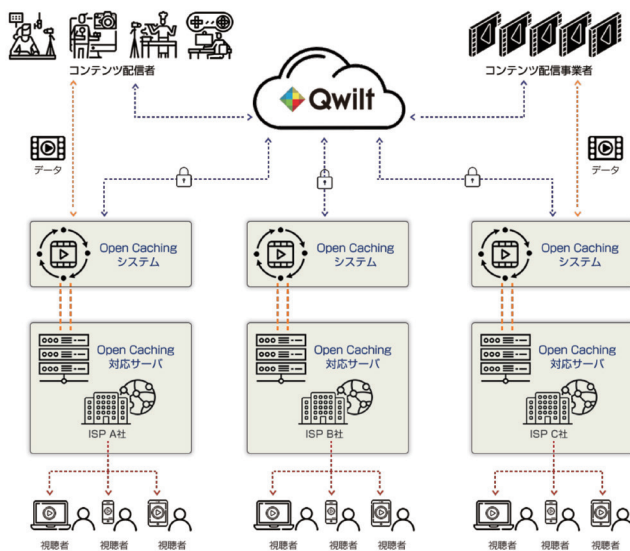 コンテンツ配信者
コンテンツ配信事業者
Qwilt
データ
データ
Open Caching
システム
Open Caching
システム
Open Caching
システム
Open Caching
対応サーバ
ISP A社
Open Caching
対応サーバ
ISP B社
Open Caching
対応サーバ
ISP C社
視聴者
視聴者
視聴者
視聴者
視聴者
視聴者
視聴者
視聴者
視聴者